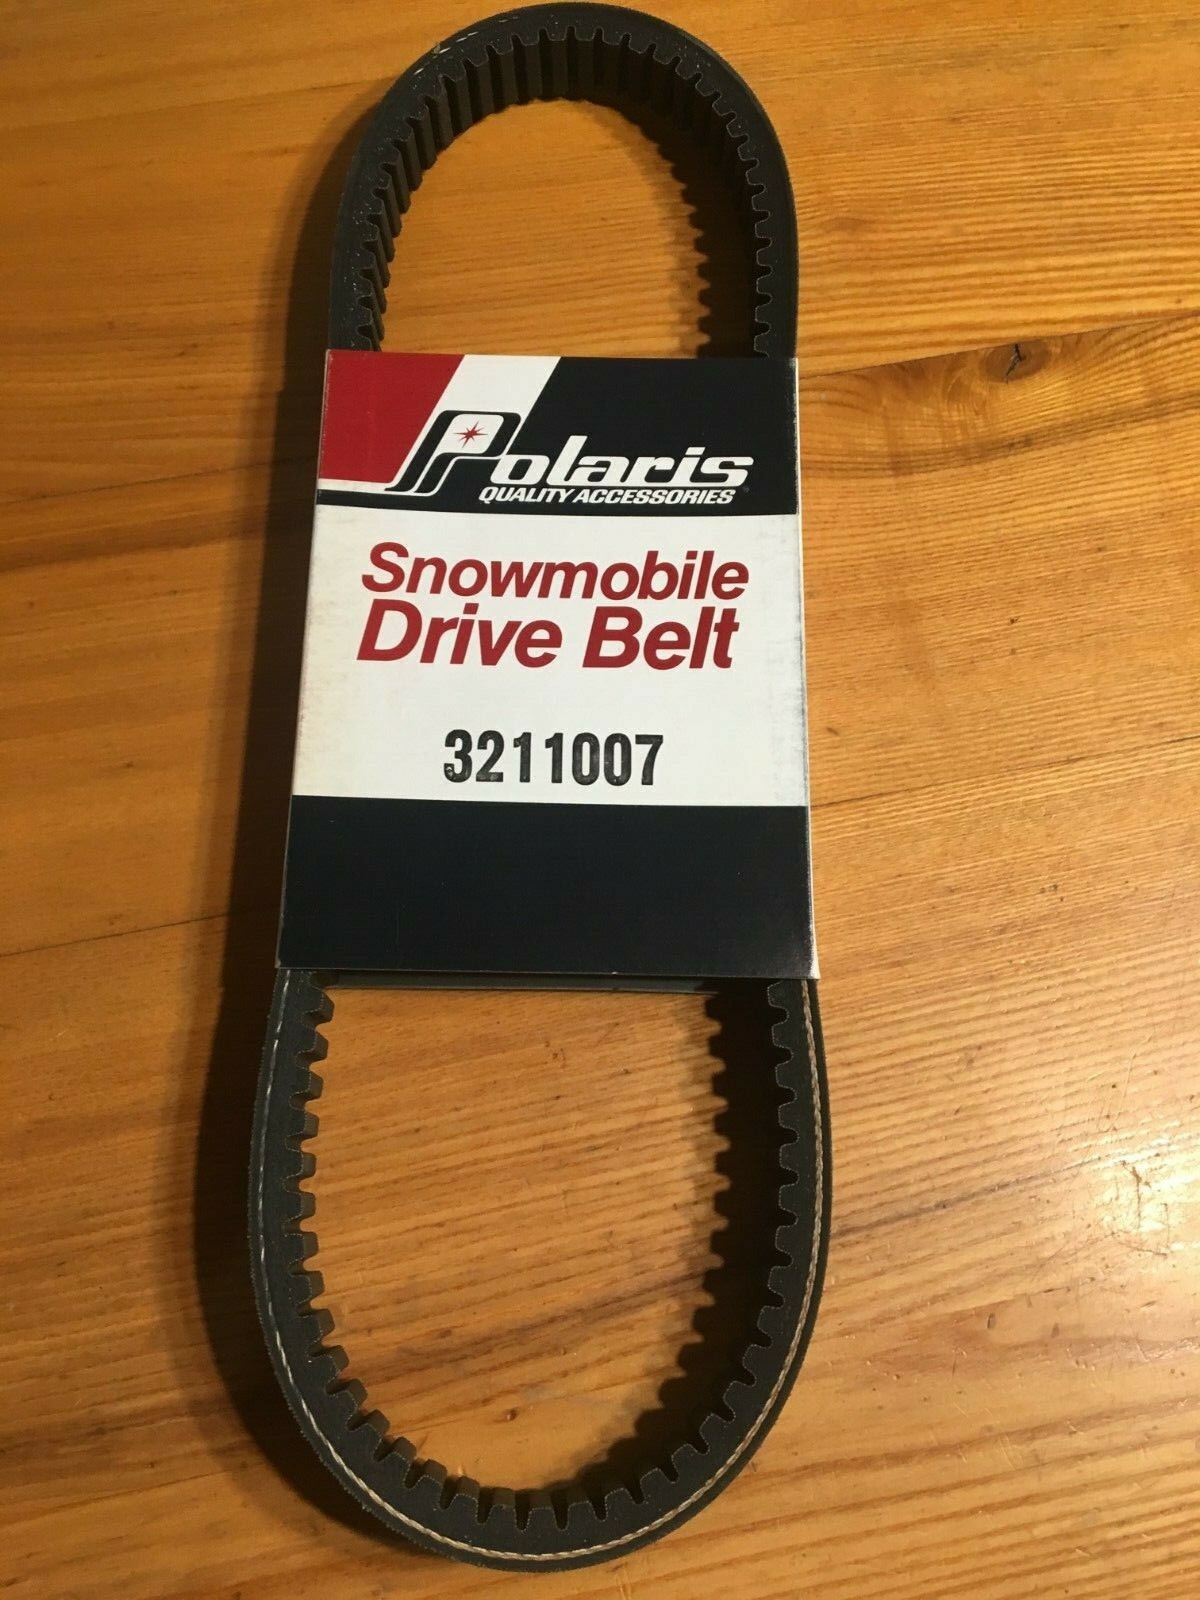 Polaris
QUALITY ACCESSORIES
Snowmobile
Drive Belt
3211007